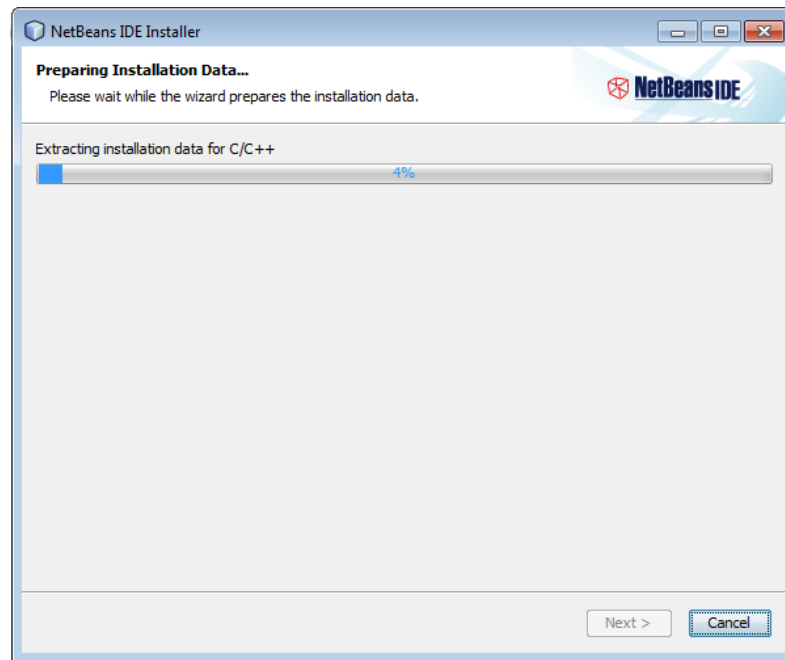 NetBeans IDE Installer
Preparing Installation Data...
Please wait while the wizard prepares the installation data.
NetBeans IDE
Extracting installation data for C/C++
4%
Next >
Cancel